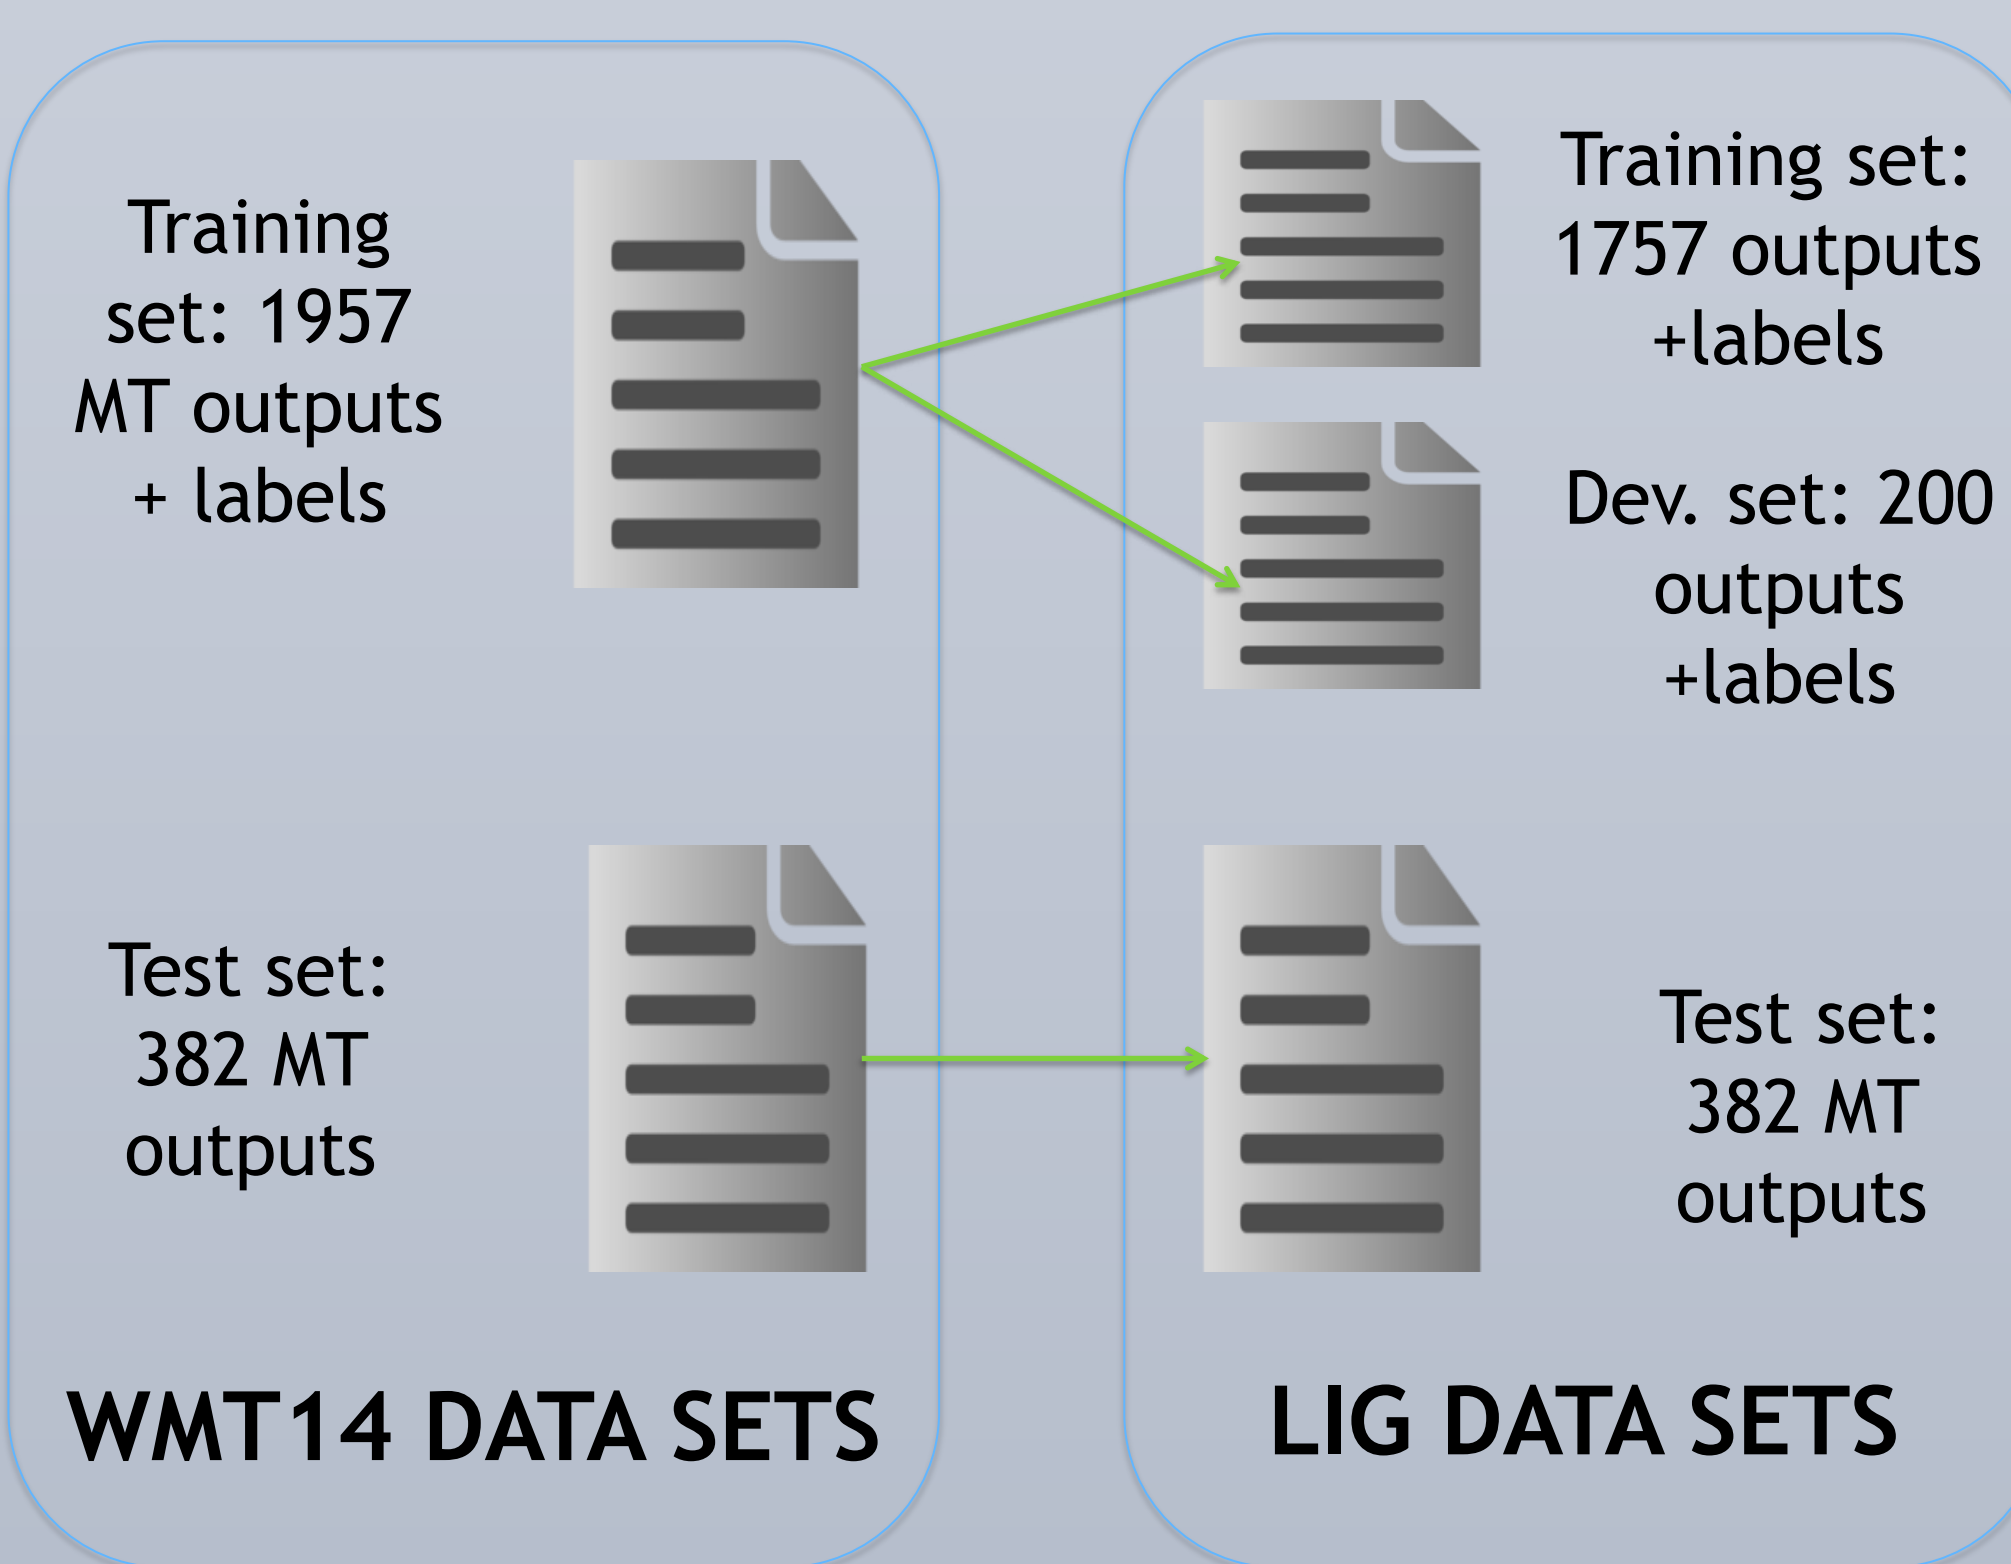 Training
set: 1957
MT outputs
+ labels
Test set:
382 MT
outputs
WMT14 DATA SETS
Training set:
1757 outputs
+labels
Dev. set: 200
outputs
+labels
Test set:
382 MT
outputs
LIG DATA SETS